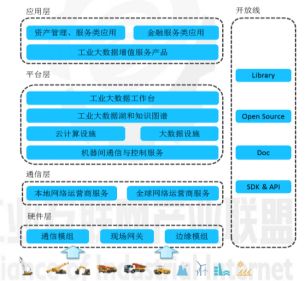 应用层
资产管理、服务类应用
金融服务类应用
工业大数据增值服务产品
平台层
工业大数据工作台
工业大数据湖和知识图谱
云计算设施
大数据设施
机器间通信与控制服务
通信层
本地网络运营商服务
全球网络运营商服务
硬件层
通信模组
现场网关
边缘模组
开放线
Library
Open Source
Doc
SDK & API